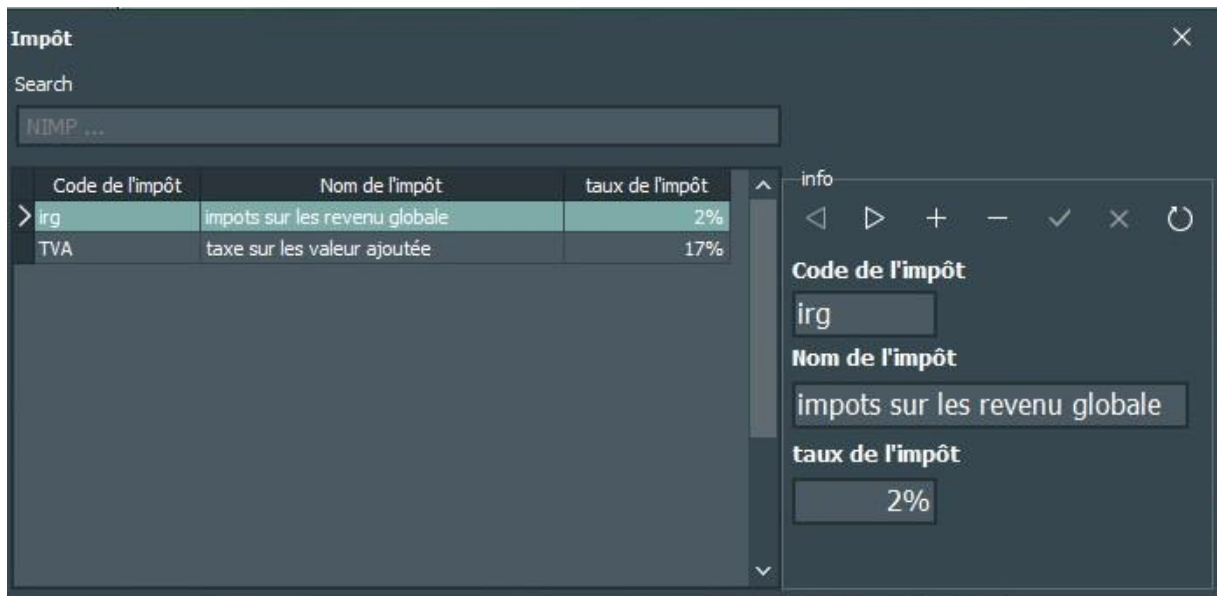 Impôt
Search
NIMP ...
Code de l'impôt Nom de l'impôt taux de l'impôt
irg impots sur les revenu globale 2%
TVA taxe sur les valeur ajoutée 17%
info
Code de l'impôt
irg
Nom de l'impôt
impots sur les revenu globale
taux de l'impôt
2%